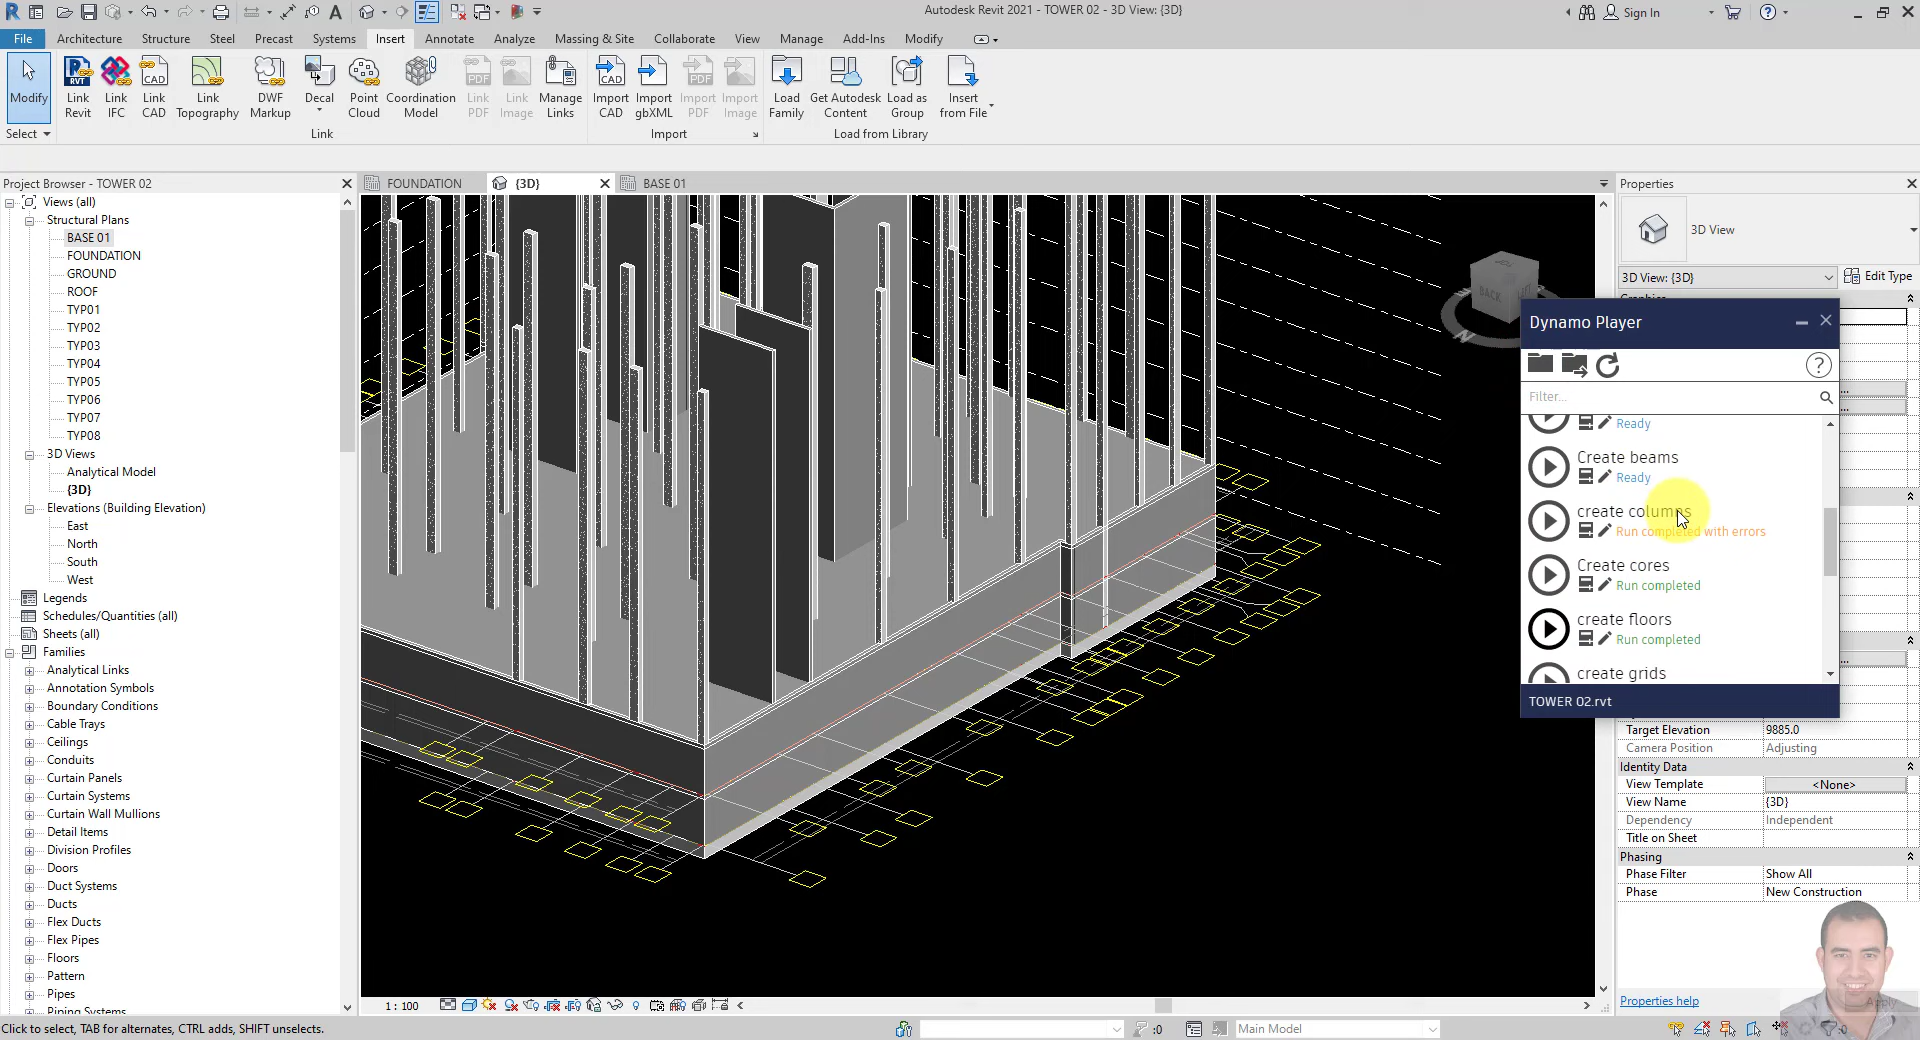 Autodesk Revit 2021 - TOWER 02 - 3D View: {3D}
Sign In
File Architecture Structure Steel Precast Systems Insert Annotate Analyze Massing & Site Collaborate View Manage Add-Ins Modify
Modify
Link Revit
Link IFC
Link CAD
Link Topography
DWF Markup
Decal
Point Cloud
Coordination Model
Link PDF
Link Image
Manage Links
Import CAD
Import gbXML
Import PDF
Import Image
Load Family
Get Autodesk Content
Load as Group
Insert from File
Select
Link
Import
Load from Library
Project Browser - TOWER 02
Views (all)
Structural Plans
BASE 01
FOUNDATION
GROUND
ROOF
TYP01
TYP02
TYP03
TYP04
TYP05
TYP06
TYP07
TYP08
3D Views
Analytical Model
{3D}
Elevations (Building Elevation)
East
North
South
West
Legends
Schedules/Quantities (all)
Sheets (all)
Families
Analytical Links
Annotation Symbols
Boundary Conditions
Cable Trays
Ceilings
Conduits
Curtain Panels
Curtain Systems
Curtain Wall Mullions
Detail Items
Division Profiles
Doors
Duct Systems
Ducts
Flex Ducts
Flex Pipes
Floors
Pattern
Pipes
Piping Systems
FOUNDATION
{3D}
BASE 01
BACK
1 : 100
Properties
3D View
3D View: {3D}
Edit Type
Graphics
Dynamo Player
Filter...
Ready
Create beams
Ready
create columns
Run completed with errors
Create cores
Run completed
create floors
Run completed
create grids
TOWER 02.rvt
Target Elevation 9885.0
Camera Position Adjusting
Identity Data
View Template <None>
View Name {3D}
Dependency Independent
Title on Sheet
Phasing
Phase Filter Show All
Phase New Construction
Properties help
Apply
Click to select, TAB for alternates, CTRL adds, SHIFT unselects.
:0
Main Model
:0